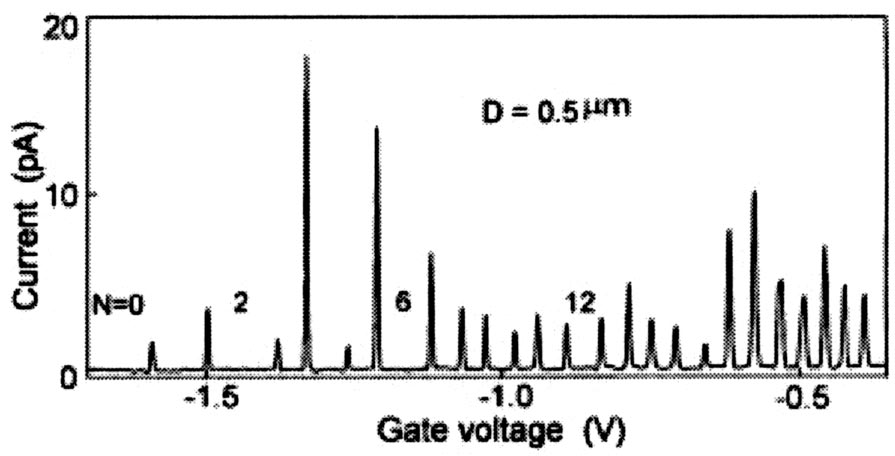 20
D = 0.5 μm
Current (pA)
10
N=0 2 6 12
0
-1.5 -1.0 -0.5
Gate voltage (V)